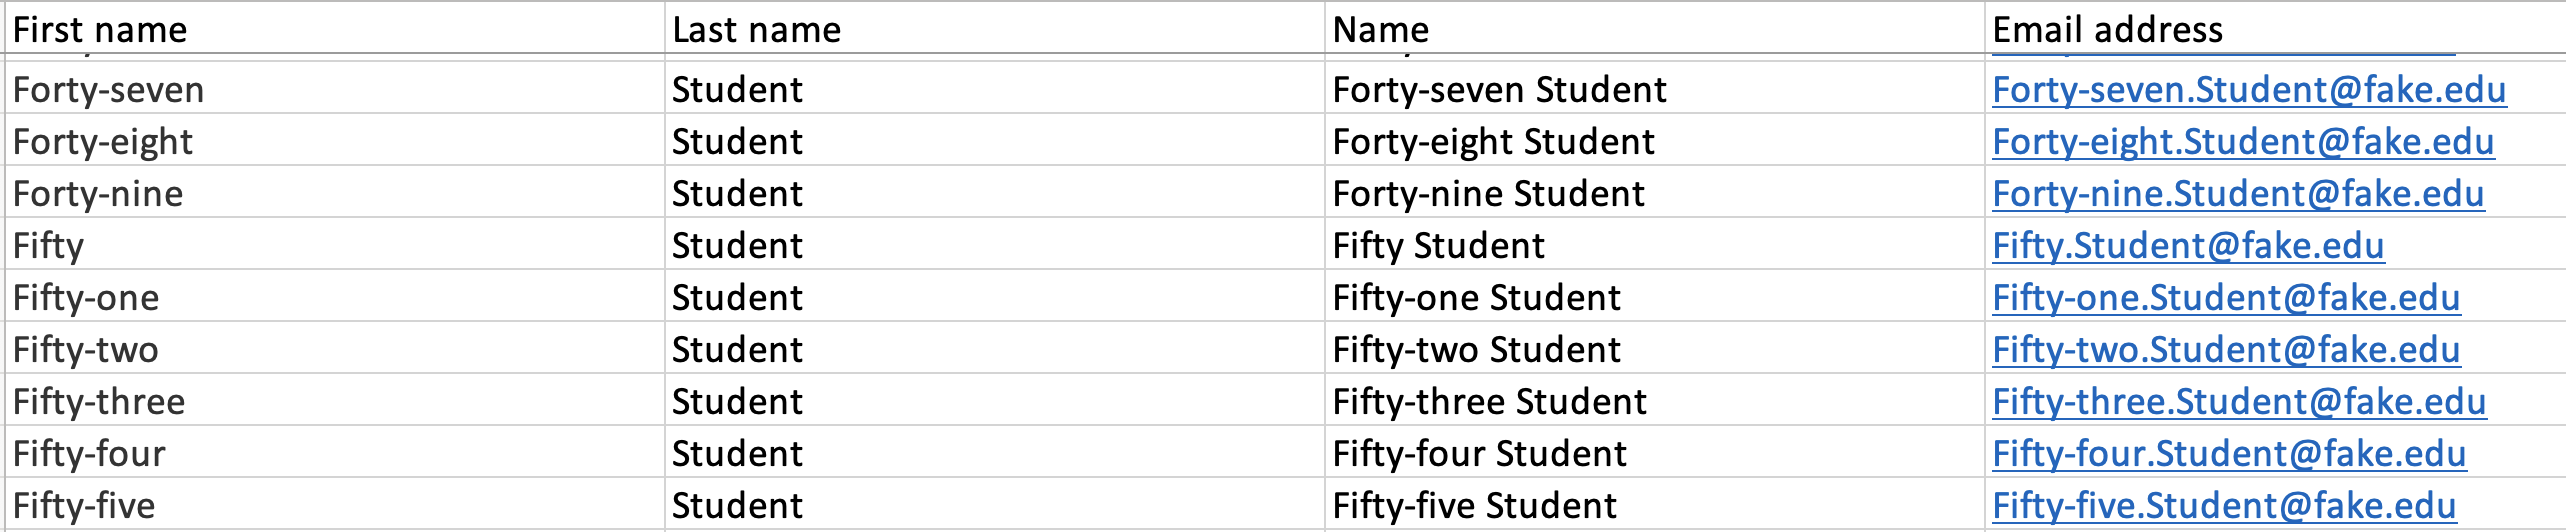 First name Last name Name Email address
Forty-seven Student Forty-seven Student Forty-seven.Student@fake.edu
Forty-eight Student Forty-eight Student Forty-eight.Student@fake.edu
Forty-nine Student Forty-nine Student Forty-nine.Student@fake.edu
Fifty Student Fifty Student Fifty.Student@fake.edu
Fifty-one Student Fifty-one Student Fifty-one.Student@fake.edu
Fifty-two Student Fifty-two Student Fifty-two.Student@fake.edu
Fifty-three Student Fifty-three Student Fifty-three.Student@fake.edu
Fifty-four Student Fifty-four Student Fifty-four.Student@fake.edu
Fifty-five Student Fifty-five Student Fifty-five.Student@fake.edu